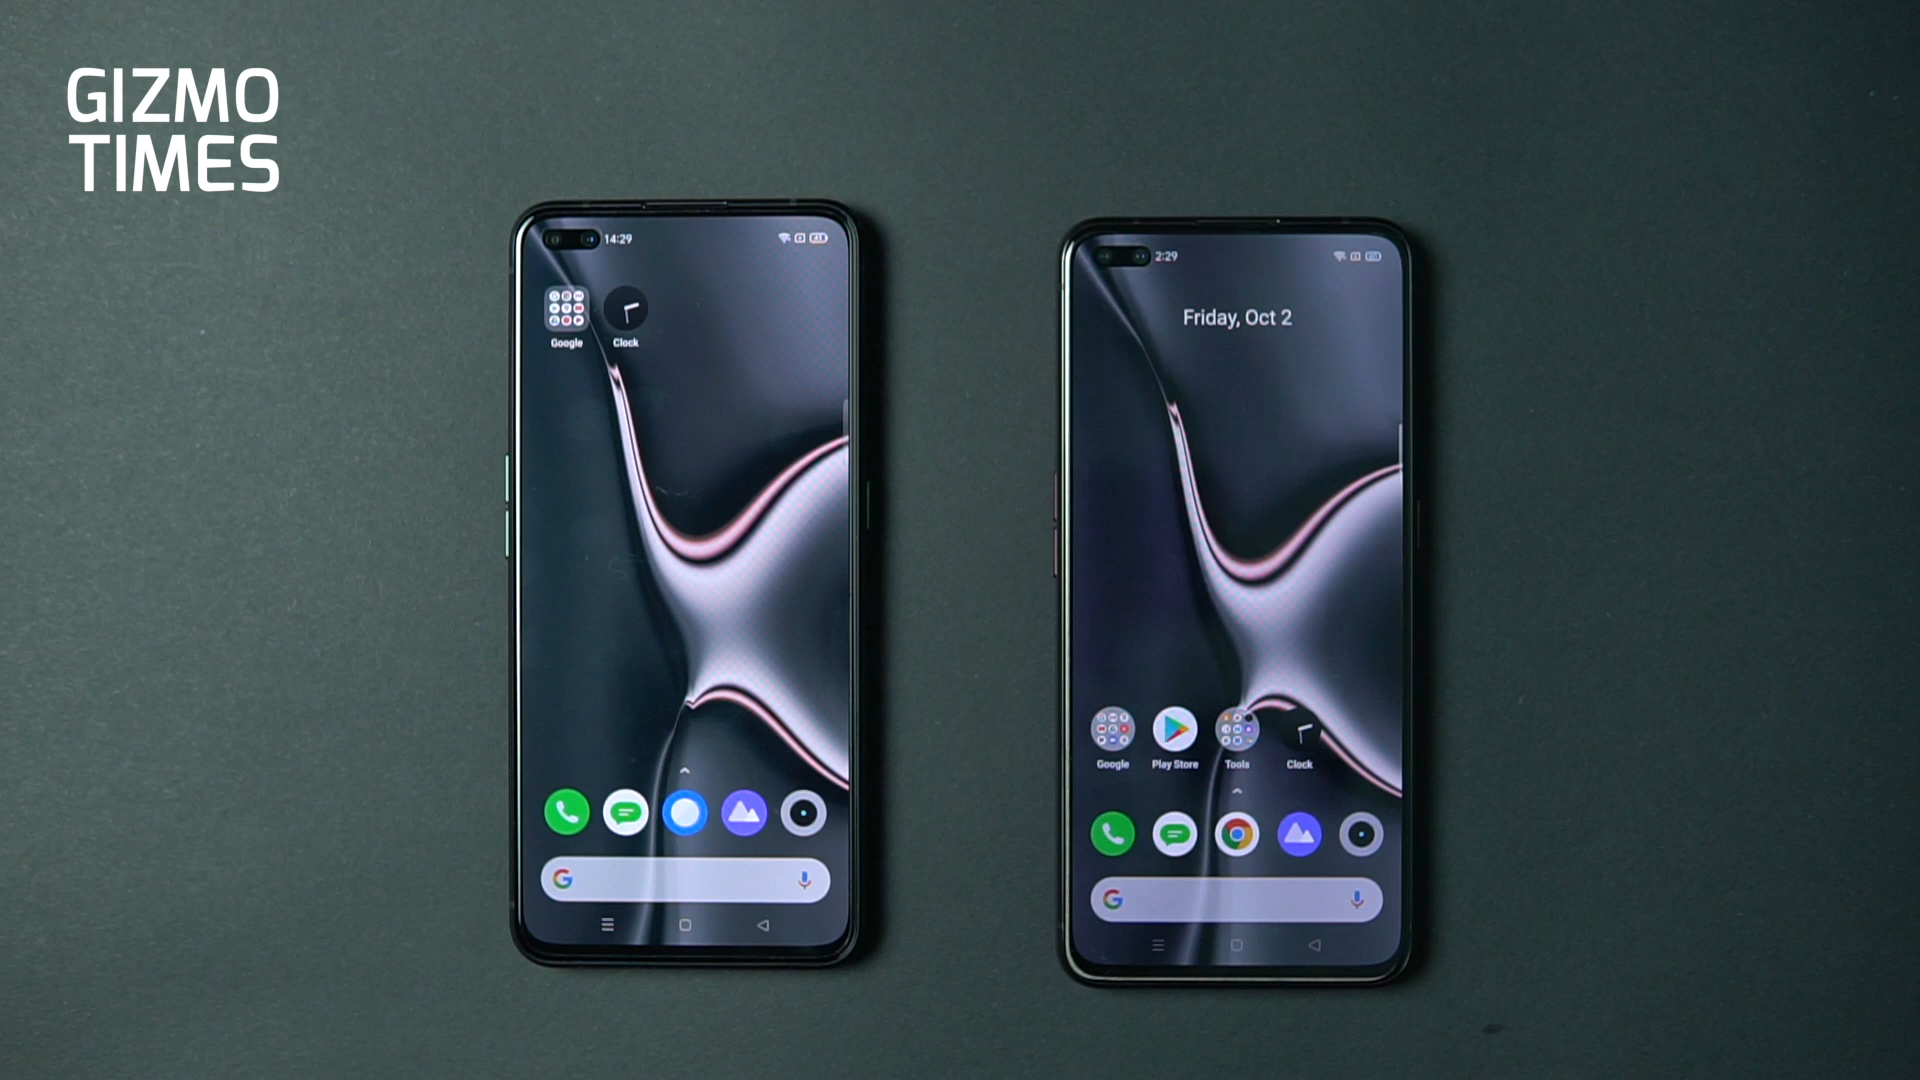 GIZMO
TIMES
14:29
Google
Clock
2:29
Friday, Oct 2
Google
Play Store
Tools
Clock